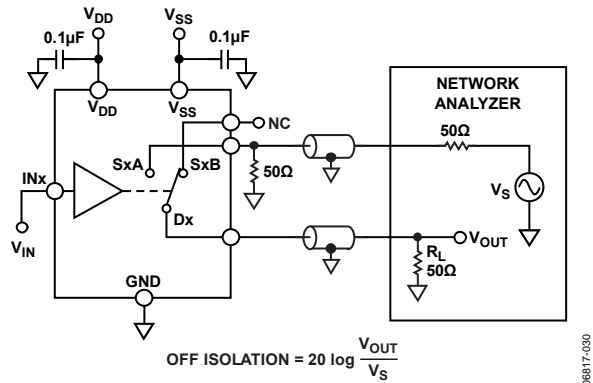 VDD
VSS
0.1µF
0.1µF
VDD
VSS
NC
SxA
SxB
50Ω
INx
Dx
VIN
GND
NETWORK
ANALYZER
50Ω
VS
VOUT
RL
50Ω
OFF ISOLATION = 20 log VOUT
VS
06817-030